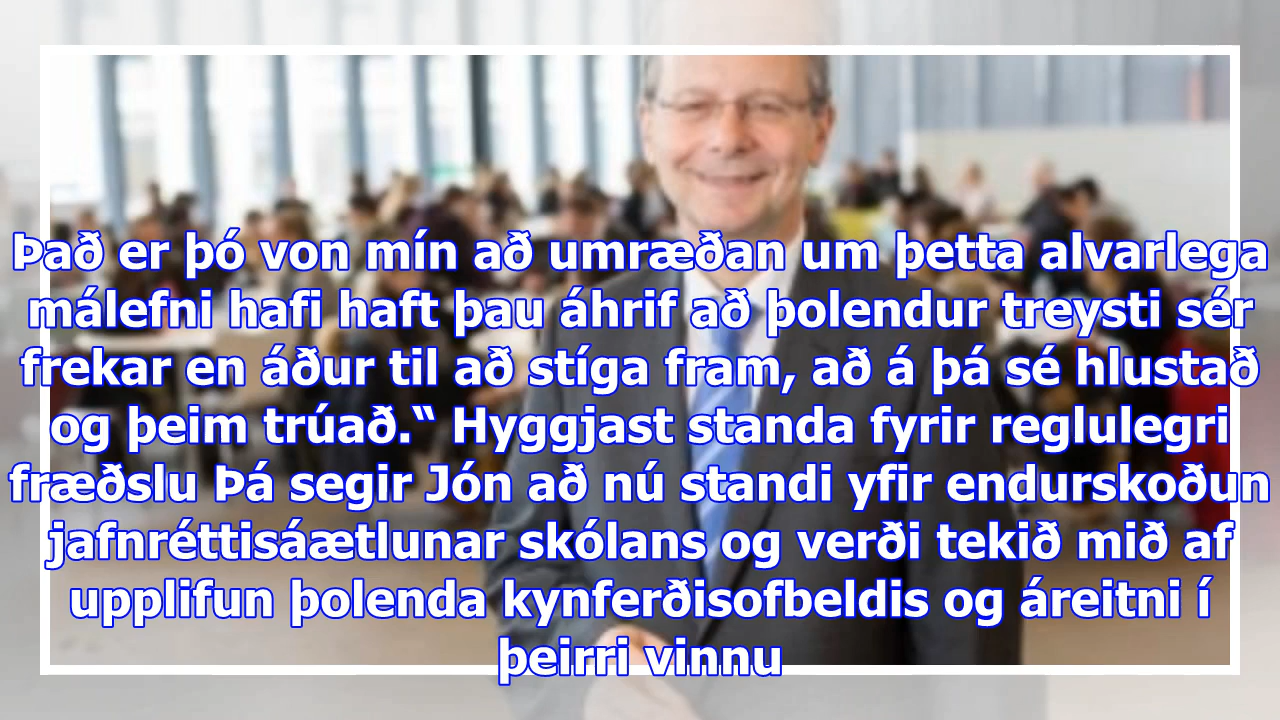 Það er þó von mín að umræðan um þetta alvarlega
málefni hafi haft þau áhrif að þolendur treysti sér
frekar en áður til að stíga fram, að á þá sé hlustað
og þeim trúað.“ Hyggjast standa fyrir reglulegri
fræðslu Þá segir Jón að nú standi yfir endurskoðun
jafnréttisáætlunar skólans og verði tekið mið af
upplifun þolenda kynferðisofbeldis og áreitni í
þeirri vinnu